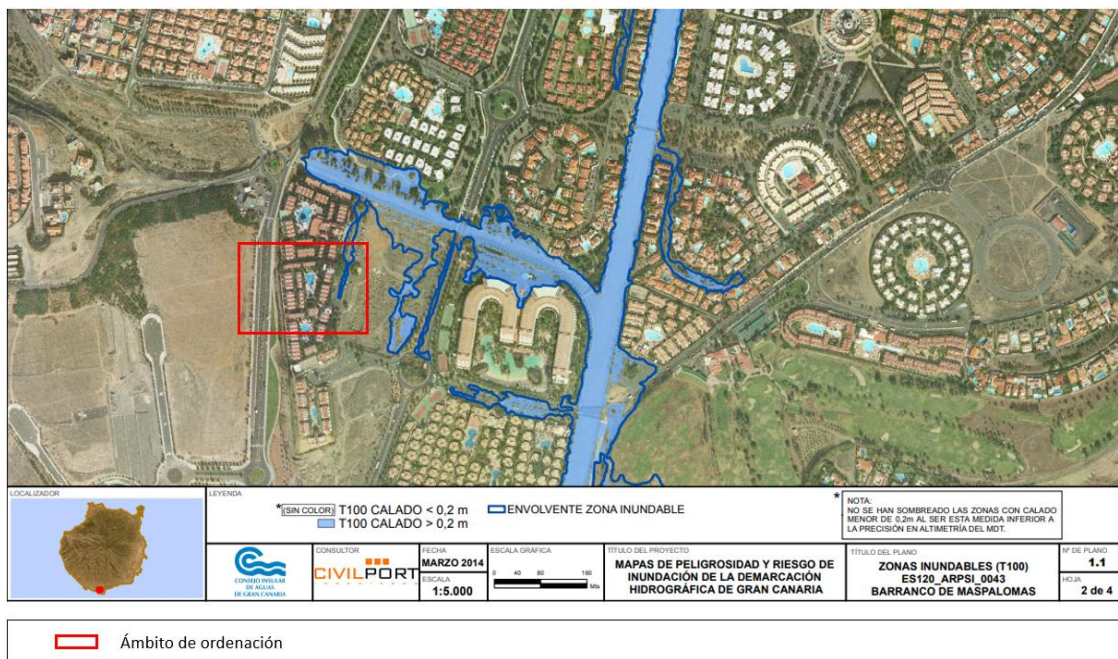 LOCALIZADOR
LEYENDA
* (SIN COLOR) T100 CALADO < 0,2 m
T100 CALADO > 0,2 m
ENVOLVENTE ZONA INUNDABLE
*
NOTA:
NO SE HAN SOMBREADO LAS ZONAS CON CALADO
MENOR DE 0,2m AL SER ESTA MEDIDA INFERIOR A
LA PRECISIÓN EN ALTIMETRÍA DEL MDT.
CONSEJO INSULAR
DE AGUAS
DE GRAN CANARIA
CONSULTOR
CIVILPORT
FECHA
MARZO 2014
ESCALA
1:5.000
ESCALA GRÁFICA
0 40 80 160
Mts
TÍTULO DEL PROYECTO
MAPAS DE PELIGROSIDAD Y RIESGO DE
INUNDACIÓN DE LA DEMARCACIÓN
HIDROGRÁFICA DE GRAN CANARIA
TÍTULO DEL PLANO
ZONAS INUNDABLES (T100)
ES120_ARPSI_0043
BARRANCO DE MASPALOMAS
Nº DE PLANO
1.1
HOJA
2 de 4
Ámbito de ordenación